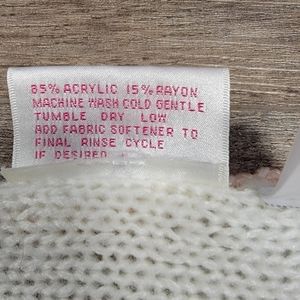 85% ACRYLIC 15% RAYON
MACHINE WASH COLD GENTLE
TUMBLE DRY LOW
ADD FABRIC SOFTENER TO
FINAL RINSE CYCLE
IF DESIRED